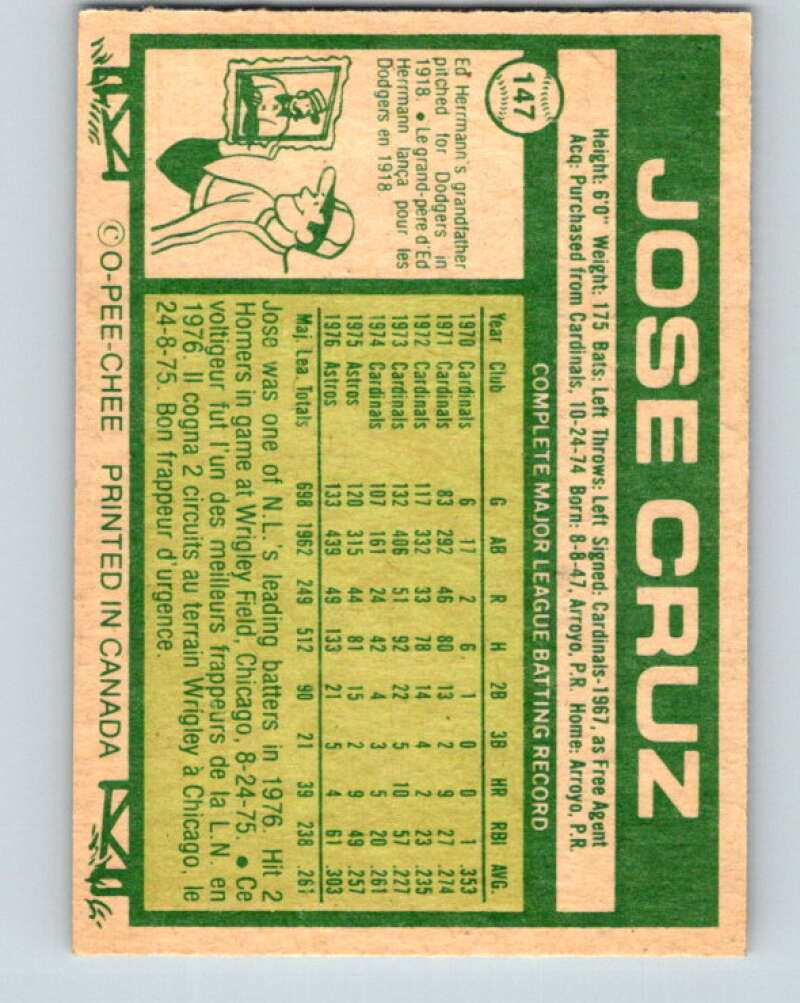 147
JOSE CRUZ
Height: 6'0" Weight: 175 Bats: Left Throws: Left Signed: Cardinals-1967, as Free Agent
Acq: Purchased from Cardinals, 10-24-74 Born: 8-8-47, Arroyo, P.R. Home: Arroyo, P.R.
Ed Herrmann's grandfather
pitched for Dodgers in
1918. • Le grand-père d'Ed
Herrmann lança pour les
Dodgers en 1918.
COMPLETE MAJOR LEAGUE BATTING RECORD
Year Club G AB R H 2B 3B HR RBI AVG.
1970 Cardinals 6 17 2 6 1 0 0 1 .353
1971 Cardinals 83 292 46 80 13 2 9 27 .274
1972 Cardinals 117 332 33 78 14 4 2 23 .235
1973 Cardinals 132 406 51 92 22 5 10 57 .227
1974 Cardinals 107 161 24 42 4 3 5 20 .261
1975 Astros 120 315 44 81 15 2 9 49 .257
1976 Astros 133 439 49 133 21 5 4 61 .303
Maj. Lea. Totals 698 1962 249 512 90 21 39 238 .261
Jose was one of N.L.'s leading batters in 1976. Hit 2
Homers in game at Wrigley Field, Chicago, 8-24-75. • Ce
voltigeur fut l'un des meilleurs frappeurs de la L.N. en
1976. Il cogna 2 circuits au terrain Wrigley à Chicago, le
24-8-75. Bon frappeur d'urgence.
© O-PEE-CHEE PRINTED IN CANADA